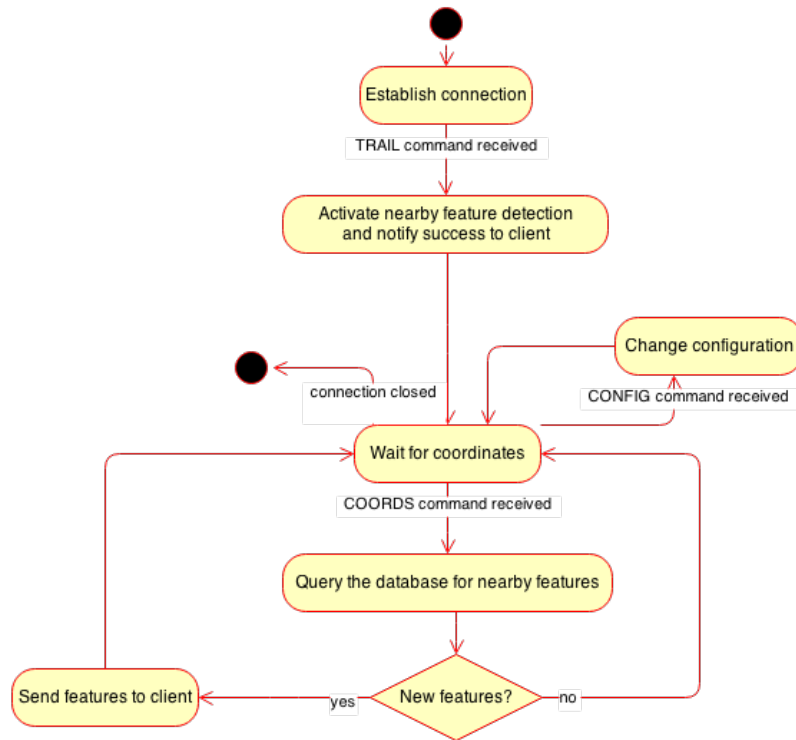 Establish connection
TRAIL command received
Activate nearby feature detection
and notify success to client
Change configuration
connection closed
CONFIG command received
Wait for coordinates
COORDS command received
Query the database for nearby features
Send features to client
yes
New features?
no